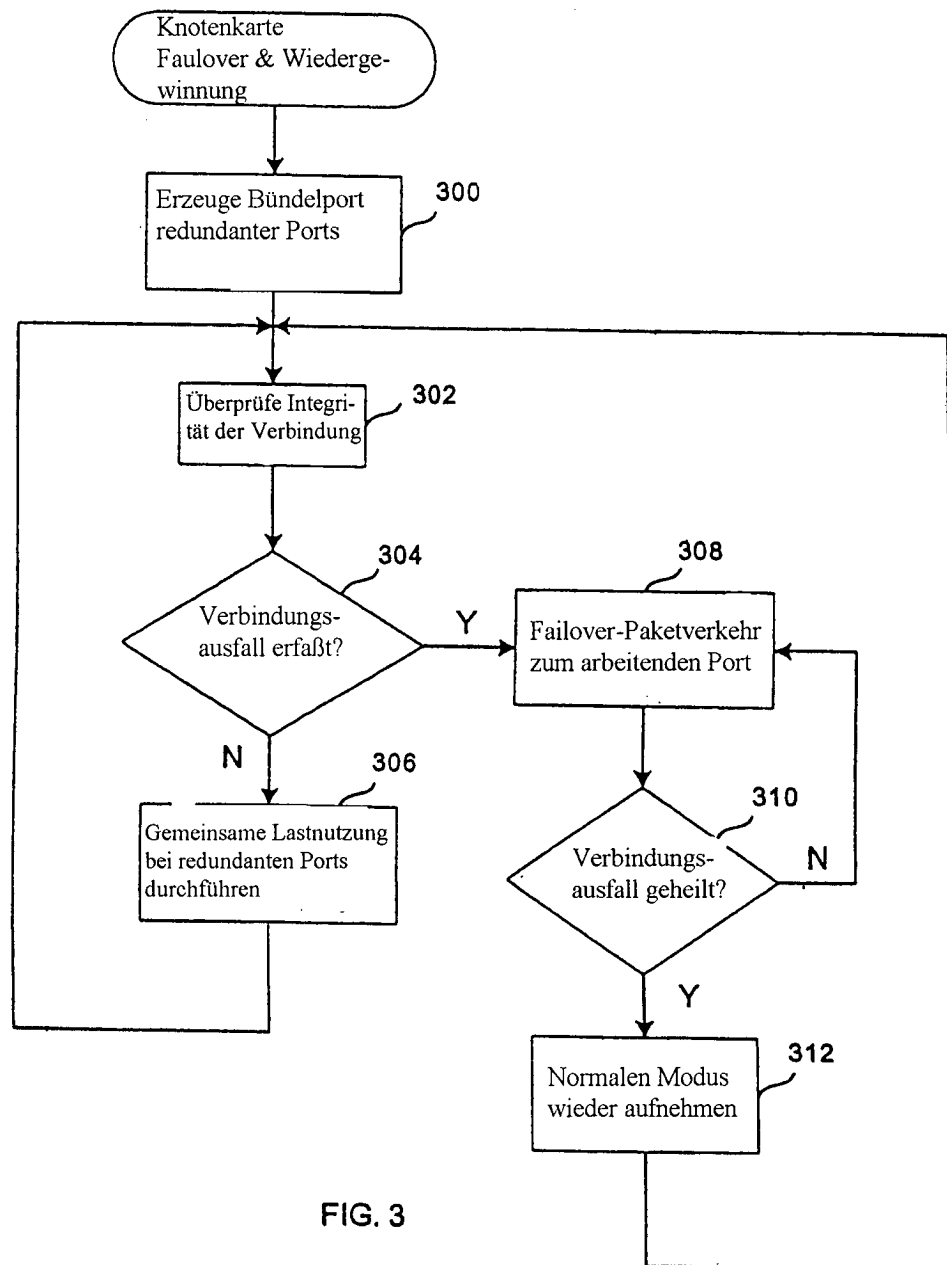 Knotenkarte
Faulover & Wiederge-
winnung
300
Erzeuge Bündelport
redundanter Ports
302
Überprüfe Integri-
tät der Verbindung
304
Verbindungs-
ausfall erfaßt?
Y
N
308
Failover-Paketverkehr
zum arbeitenden Port
306
Gemeinsame Lastnutzung
bei redundanten Ports
durchführen
310
Verbindungs-
ausfall geheilt?
N
Y
312
Normalen Modus
wieder aufnehmen
FIG. 3